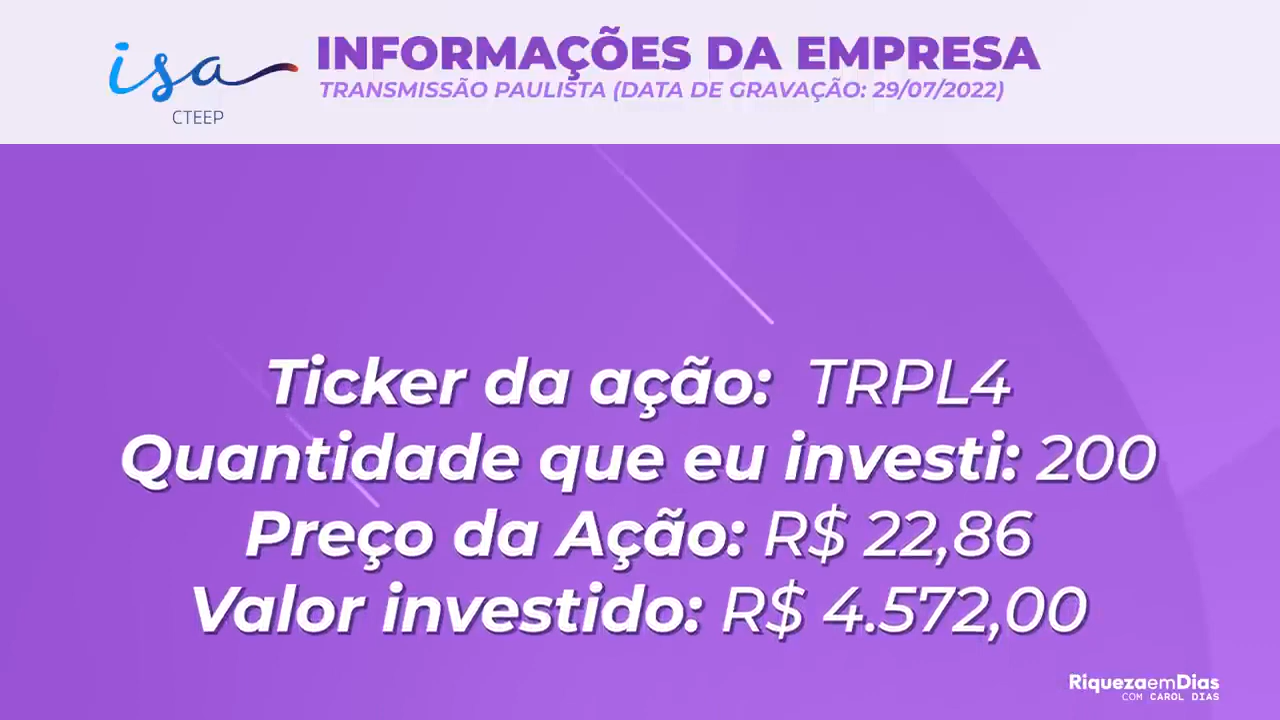 isa
CTEEP
INFORMAÇÕES DA EMPRESA
TRANSMISSÃO PAULISTA (DATA DE GRAVAÇÃO: 29/07/2022)
Ticker da ação: TRPL4
Quantidade que eu investi: 200
Preço da Ação: R$ 22,86
Valor investido: R$ 4.572,00
RiquezaemDias
COM CAROL DIAS